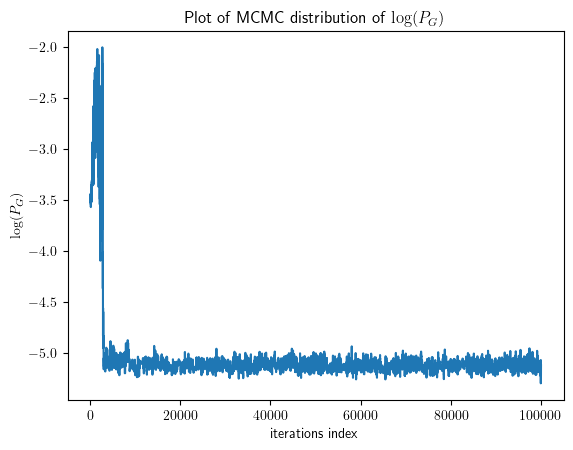 Plot of MCMC distribution of log(P_G)
log(P_G)
−2.0
−2.5
−3.0
−3.5
−4.0
−4.5
−5.0
0 20000 40000 60000 80000 100000
iterations index